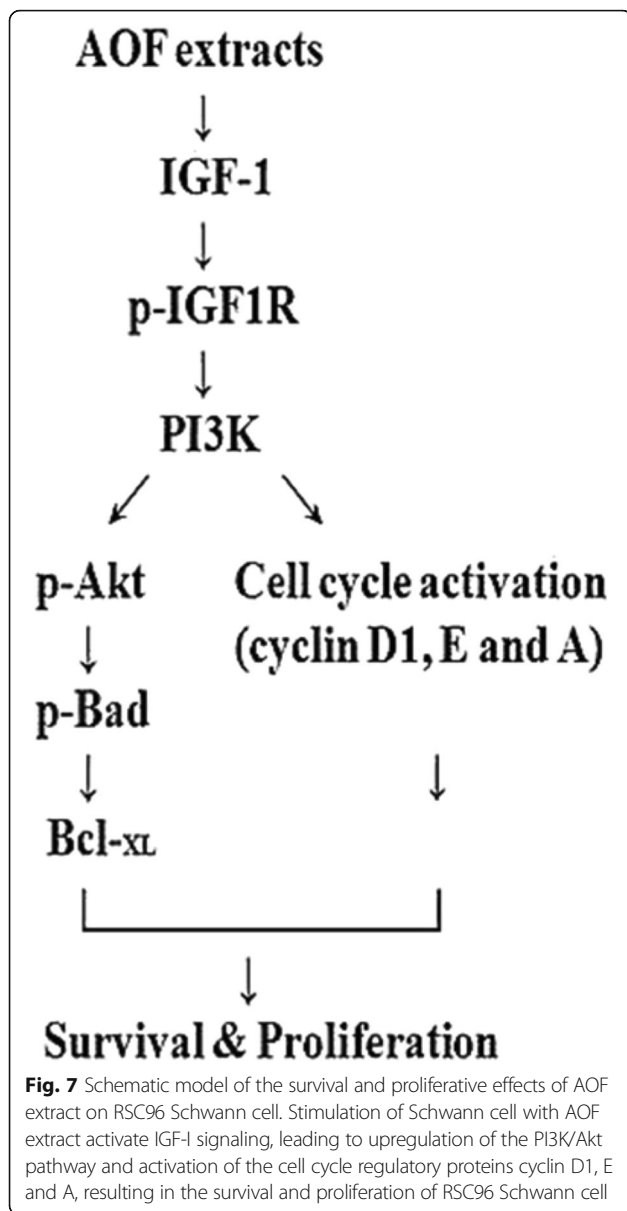 AOF extracts
↓
IGF-1
↓
p-IGF1R
↓
PI3K
↙ ↘
p-Akt Cell cycle activation
(cyclin D1, E and A)
↓
p-Bad
↓ ↓
Bcl-XL
↓
Survival & Proliferation
Fig. 7 Schematic model of the survival and proliferative effects of AOF
extract on RSC96 Schwann cell. Stimulation of Schwann cell with AOF
extract activate IGF-I signaling, leading to upregulation of the PI3K/Akt
pathway and activation of the cell cycle regulatory proteins cyclin D1, E
and A, resulting in the survival and proliferation of RSC96 Schwann cell